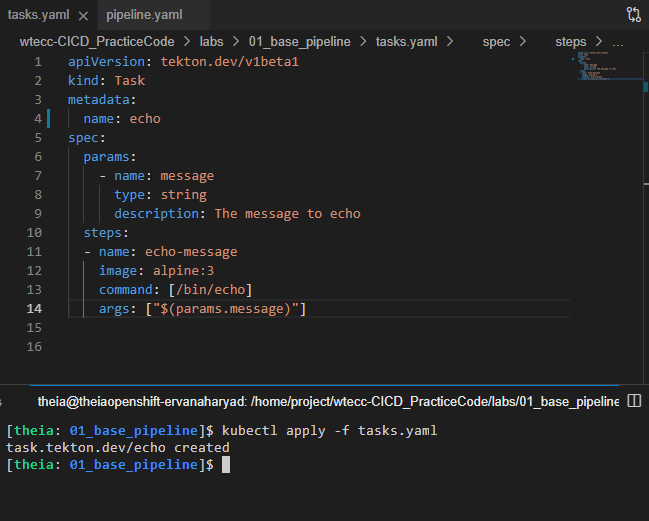 tasks.yaml pipeline.yaml
wtecc-CICD_PracticeCode > labs > 01_base_pipeline > tasks.yaml > spec > steps > ...
1 apiVersion: tekton.dev/v1beta1
2 kind: Task
3 metadata:
4   name: echo
5 spec:
6   params:
7     - name: message
8       type: string
9       description: The message to echo
10   steps:
11   - name: echo-message
12     image: alpine:3
13     command: [/bin/echo]
14     args: ["$(params.message)"]
15
16
theia@theiaopenshift-ervanaharyad: /home/project/wtecc-CICD_PracticeCode/labs/01_base_pipeline
[theia: 01_base_pipeline]$ kubectl apply -f tasks.yaml
task.tekton.dev/echo created
[theia: 01_base_pipeline]$